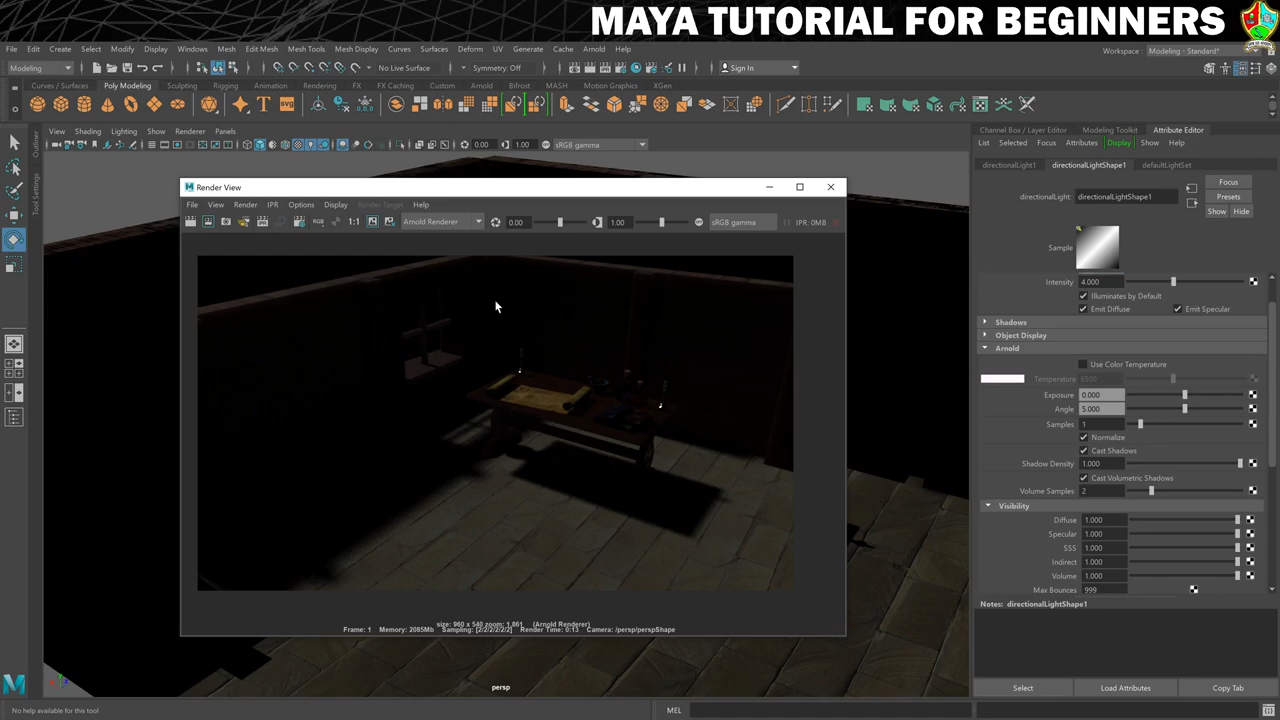 MAYA TUTORIAL FOR BEGINNERS
File Edit Create Select Modify Display Windows Mesh Edit Mesh Mesh Tools Mesh Display Curves Surfaces Deform UV Generate Cache Arnold Help
Workspace : Modeling - Standard*
Modeling No Live Surface Symmetry: Off Sign In
Curves / Surfaces Poly Modeling Sculpting Rigging Animation Rendering FX FX Caching Custom Arnold Bifrost MASH Motion Graphics XGen
View Shading Lighting Show Renderer Panels
0.00 1.00 sRGB gamma
Outliner
Tool Settings
Render View
File View Render IPR Options Display Render Target Help
RGB 1:1 IPR Arnold Renderer 0.00 1.00 sRGB gamma IPR: 0MB
size: 960 x 540 zoom: 1.861 (Arnold Renderer)
Frame: 1 Memory: 2085Mb Sampling: [2/2/2/2/2/2] Render Time: 0:13 Camera: /persp/perspShape
persp
Channel Box / Layer Editor Modeling Toolkit Attribute Editor
List Selected Focus Attributes Display Show Help
directionalLight1 directionalLightShape1 defaultLightSet
Focus
directionalLight: directionalLightShape1 Presets
Show Hide
Sample
Intensity 4.000
Illuminates by Default
Emit Diffuse Emit Specular
Shadows
Object Display
Arnold
Use Color Temperature
Temperature 6500
Exposure 0.000
Angle 5.000
Samples 1
Normalize
Cast Shadows
Shadow Density 1.000
Cast Volumetric Shadows
Volume Samples 2
Visibility
Diffuse 1.000
Specular 1.000
SSS 1.000
Indirect 1.000
Volume 1.000
Max Bounces 999
Notes: directionalLightShape1
Select Load Attributes Copy Tab
No help available for this tool MEL